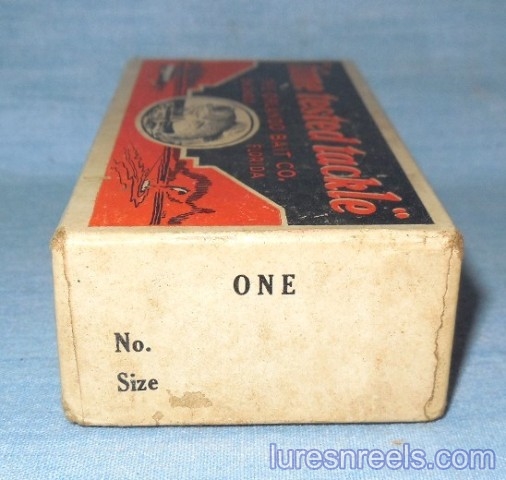 tested tackle"
BAIT CO.
FLORIDA
ONE
No.
Size
luresnreels.com